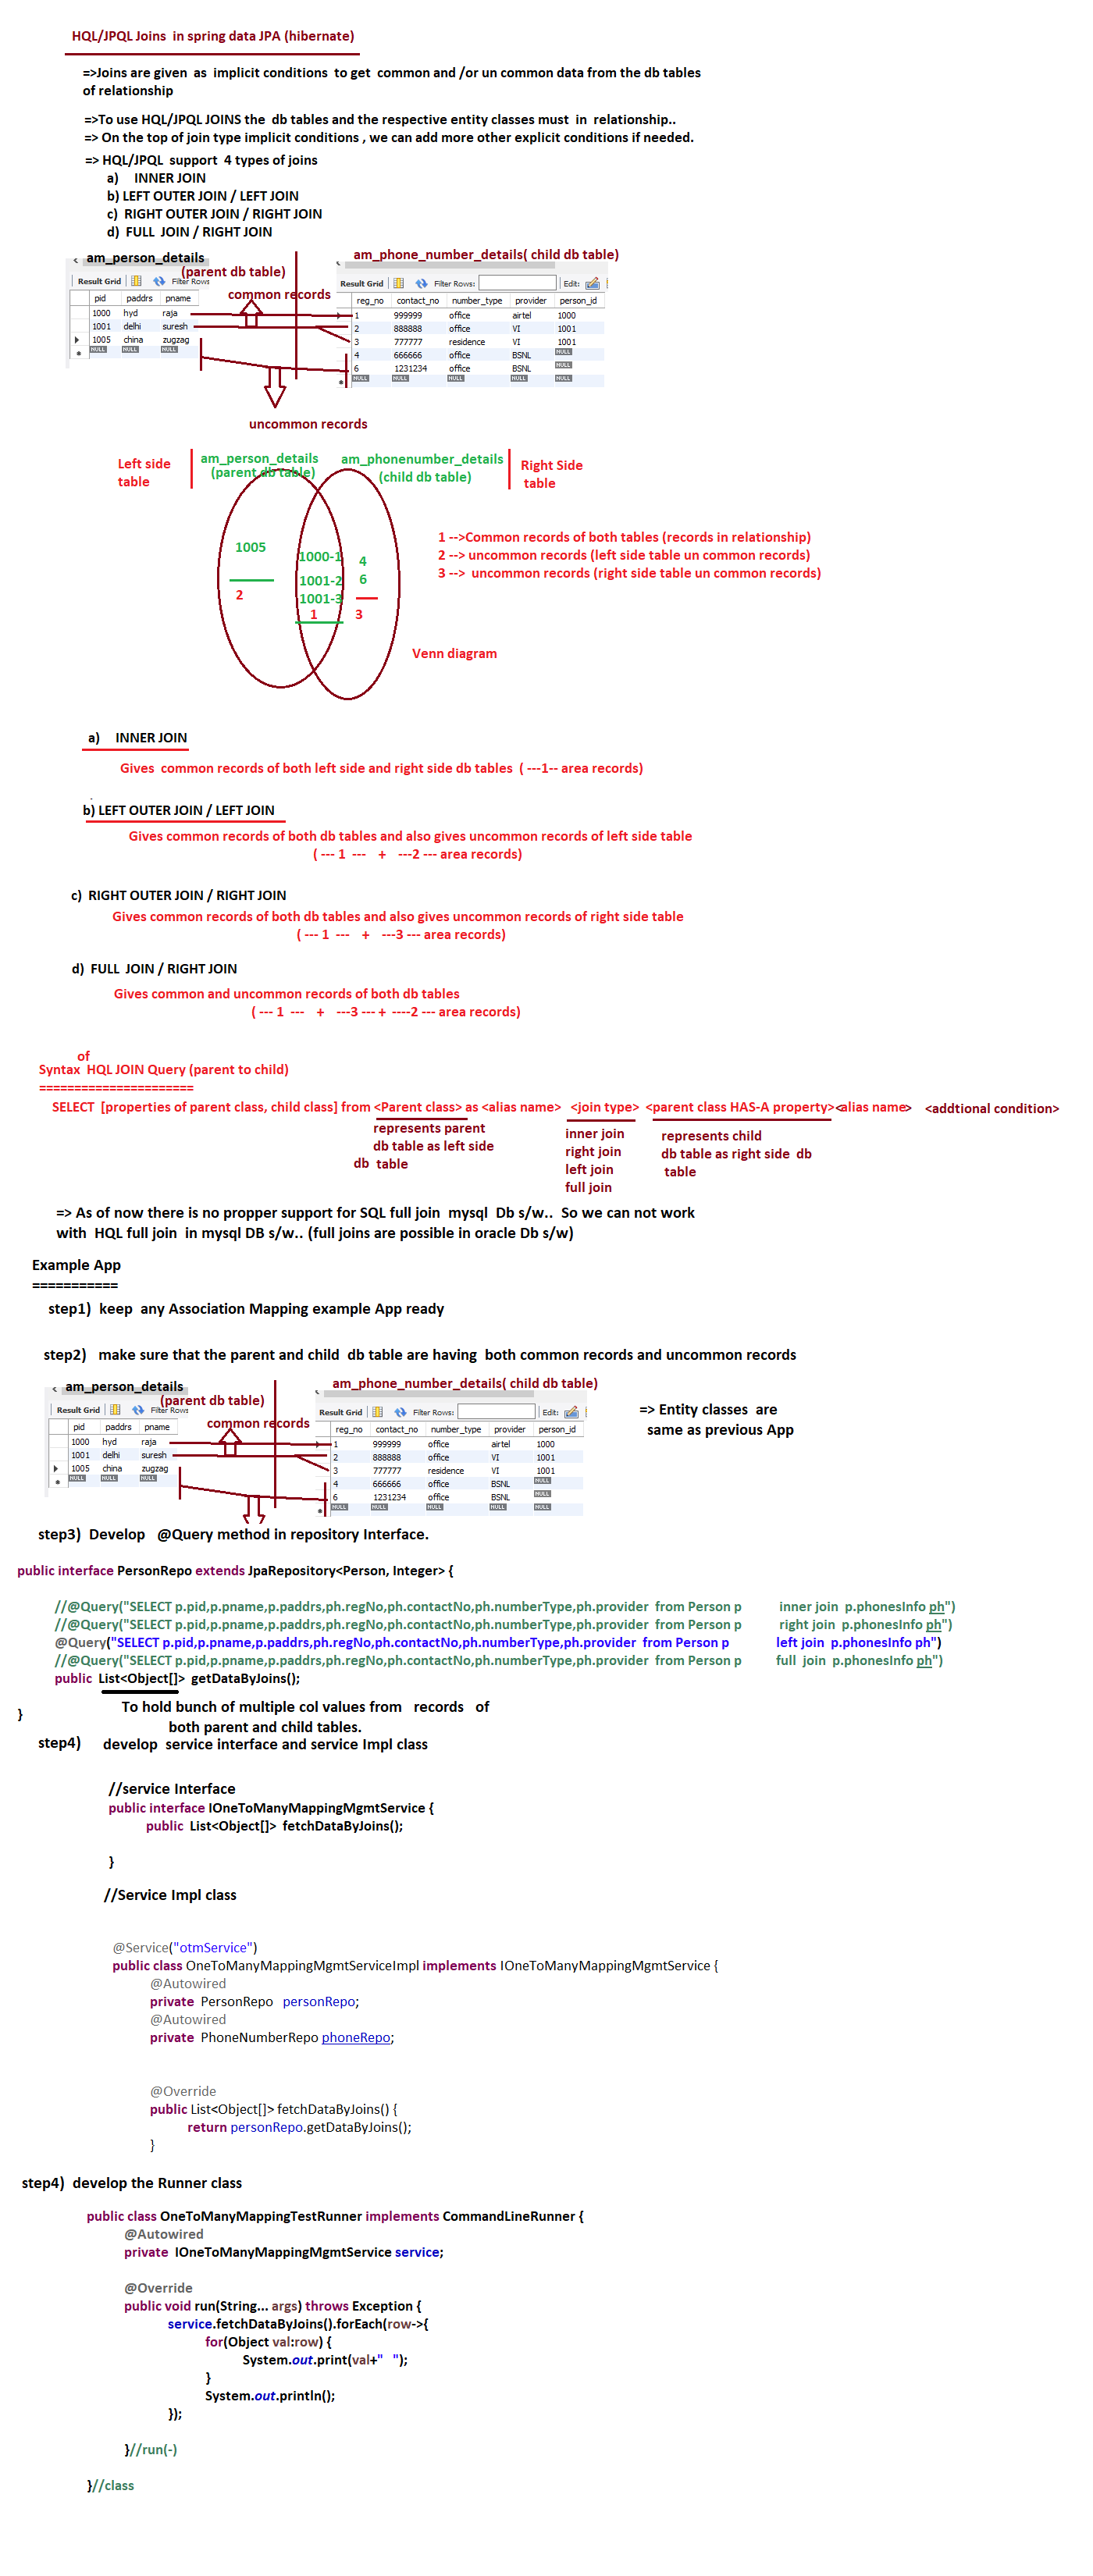 HQL/JPQL Joins in spring data JPA (hibernate)
=>Joins are given as implicit conditions to get common and /or un common data from the db tables
of relationship
=>To use HQL/JPQL JOINS the db tables and the respective entity classes must in relationship..
=> On the top of join type implicit conditions , we can add more other explicit conditions if needed.
=> HQL/JPQL support 4 types of joins
a) INNER JOIN
b) LEFT OUTER JOIN / LEFT JOIN
c) RIGHT OUTER JOIN / RIGHT JOIN
d) FULL JOIN / RIGHT JOIN
am_person_details
(parent db table)
am_phone_number_details( child db table)
Result Grid Filter Rows
Result Grid Filter Rows: Edit:
common records
pid paddrs pname
1000 hyd raja
1001 delhi suresh
1005 china zugzag
NULL NULL NULL
reg_no contact_no number_type provider person_id
1 999999 office airtel 1000
2 888888 office VI 1001
3 777777 residence VI 1001
4 666666 office BSNL NULL
6 1231234 office BSNL NULL
NULL NULL NULL NULL NULL
uncommon records
Left side
table
am_person_details
(parent db table)
am_phonenumber_details
(child db table)
Right Side
table
1005
2
1000-1
1001-2
1001-3
1
4
6
3
1 -->Common records of both tables (records in relationship)
2 --> uncommon records (left side table un common records)
3 --> uncommon records (right side table un common records)
Venn diagram
a) INNER JOIN
Gives common records of both left side and right side db tables ( ---1-- area records)
b) LEFT OUTER JOIN / LEFT JOIN
Gives common records of both db tables and also gives uncommon records of left side table
( --- 1 --- + ---2 --- area records)
c) RIGHT OUTER JOIN / RIGHT JOIN
Gives common records of both db tables and also gives uncommon records of right side table
( --- 1 --- + ---3 --- area records)
d) FULL JOIN / RIGHT JOIN
Gives common and uncommon records of both db tables
( --- 1 --- + ---3 --- + ----2 --- area records)
of
Syntax HQL JOIN Query (parent to child)
======================
SELECT [properties of parent class, child class] from <Parent class> as <alias name> <join type> <parent class HAS-A property> <alias name> <addtional condition>
represents parent
db table as left side
db table
inner join
right join
left join
full join
represents child
db table as right side db
table
=> As of now there is no propper support for SQL full join mysql Db s/w.. So we can not work
with HQL full join in mysql DB s/w.. (full joins are possible in oracle Db s/w)
Example App
===========
step1) keep any Association Mapping example App ready
step2) make sure that the parent and child db table are having both common records and uncommon records
am_person_details
(parent db table)
am_phone_number_details( child db table)
Result Grid Filter Rows
Result Grid Filter Rows: Edit:
common records
pid paddrs pname
1000 hyd raja
1001 delhi suresh
1005 china zugzag
NULL NULL NULL
reg_no contact_no number_type provider person_id
1 999999 office airtel 1000
2 888888 office VI 1001
3 777777 residence VI 1001
4 666666 office BSNL NULL
6 1231234 office BSNL NULL
NULL NULL NULL NULL NULL
=> Entity classes are
same as previous App
step3) Develop @Query method in repository Interface.
public interface PersonRepo extends JpaRepository<Person, Integer> {
//@Query("SELECT p.pid,p.pname,p.paddrs,ph.regNo,ph.contactNo,ph.numberType,ph.provider from Person p inner join p.phonesInfo ph")
//@Query("SELECT p.pid,p.pname,p.paddrs,ph.regNo,ph.contactNo,ph.numberType,ph.provider from Person p right join p.phonesInfo ph")
@Query("SELECT p.pid,p.pname,p.paddrs,ph.regNo,ph.contactNo,ph.numberType,ph.provider from Person p left join p.phonesInfo ph")
//@Query("SELECT p.pid,p.pname,p.paddrs,ph.regNo,ph.contactNo,ph.numberType,ph.provider from Person p full join p.phonesInfo ph")
public List<Object[]> getDataByJoins();
To hold bunch of multiple col values from records of
}
both parent and child tables.
step4) develop service interface and service Impl class
//service Interface
public interface IOneToManyMappingMgmtService {
public List<Object[]> fetchDataByJoins();
}
//Service Impl class
@Service("otmService")
public class OneToManyMappingMgmtServiceImpl implements IOneToManyMappingMgmtService {
@Autowired
private PersonRepo personRepo;
@Autowired
private PhoneNumberRepo phoneRepo;
@Override
public List<Object[]> fetchDataByJoins() {
return personRepo.getDataByJoins();
}
step4) develop the Runner class
public class OneToManyMappingTestRunner implements CommandLineRunner {
@Autowired
private IOneToManyMappingMgmtService service;
@Override
public void run(String... args) throws Exception {
service.fetchDataByJoins().forEach(row->{
for(Object val:row) {
System.out.print(val+" ");
}
System.out.println();
});
}//run(-)
}//class